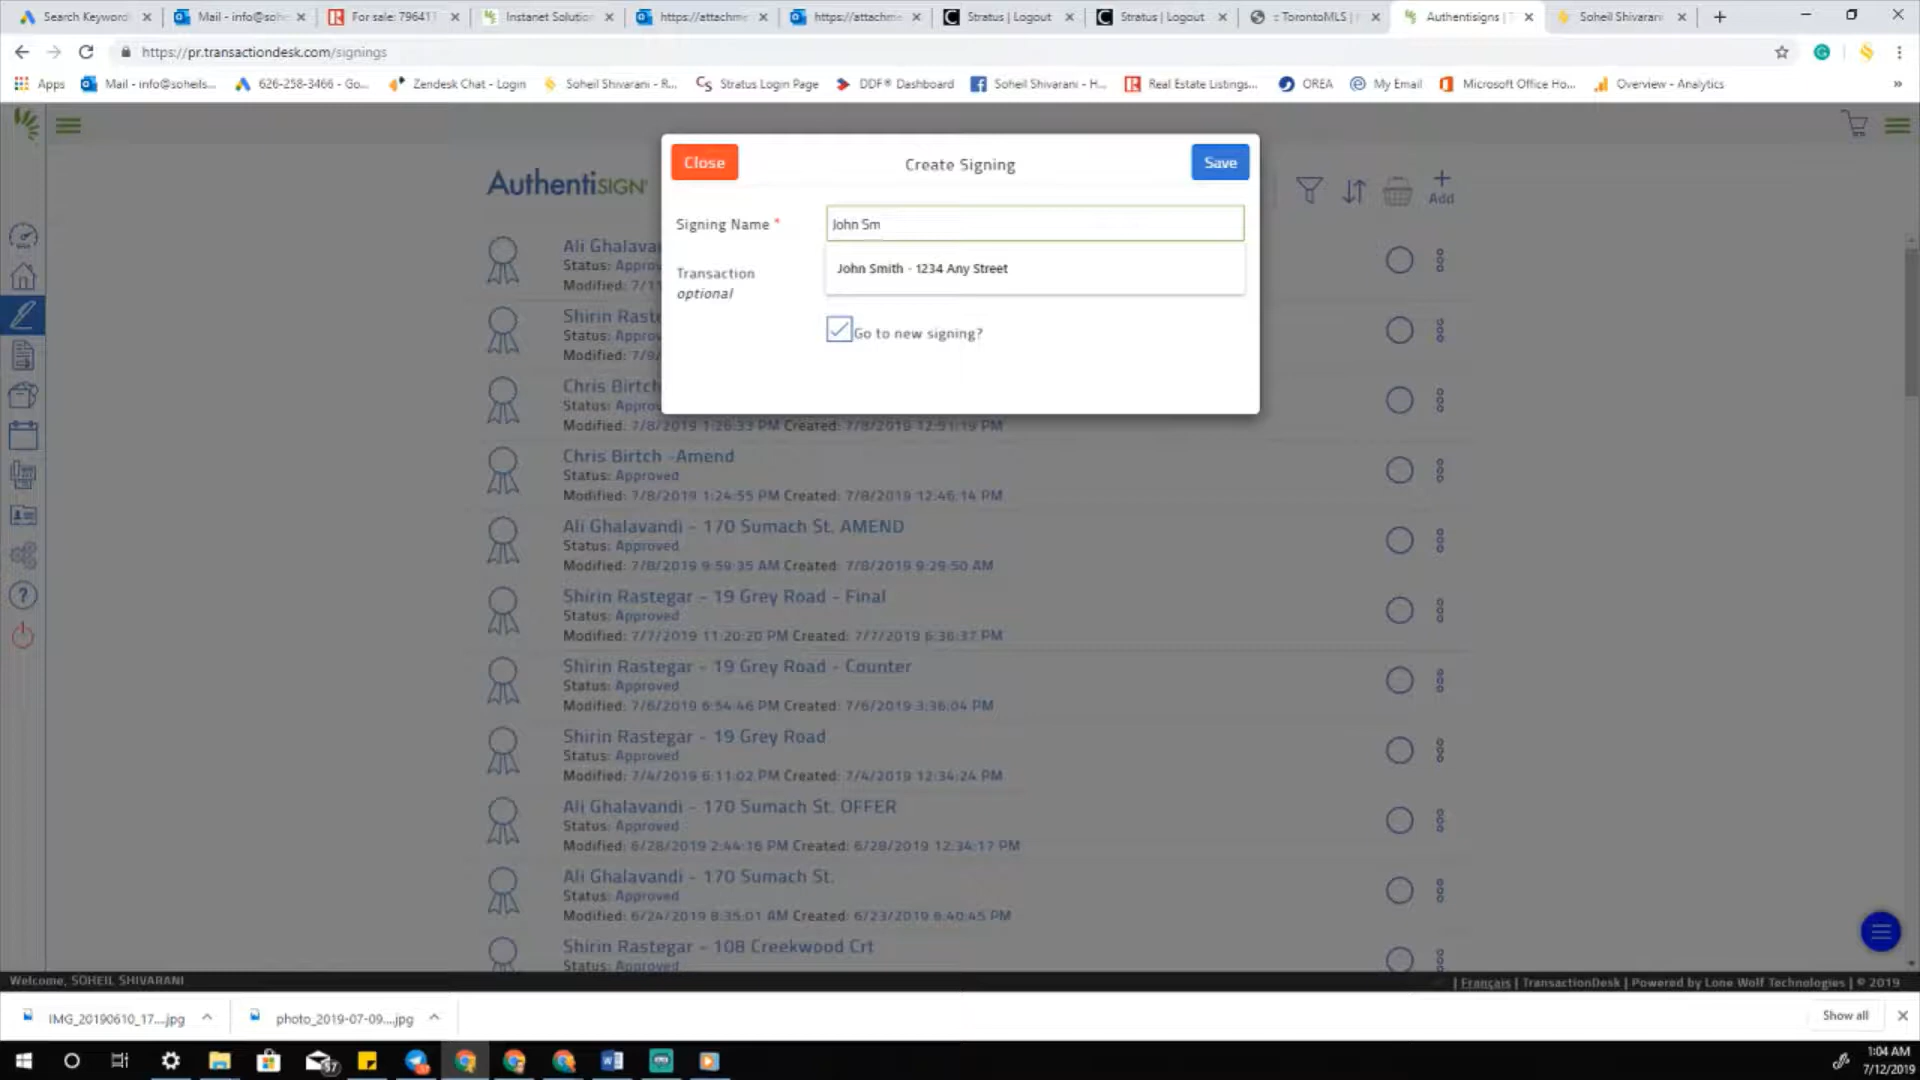 Search Keyword
Mail - info@sohe
For sale: 79641
Instanet Solutio
https://attachme
https://attachme
Stratus | Logout
Stratus | Logout
:: TorontoMLS |
Authentisigns | T
Soheil Shivarani
https://pr.transactiondesk.com/signings
Apps
Mail - info@soheils...
626-258-3466 - Go...
Zendesk Chat - Login
Soheil Shivarani - R...
Stratus Login Page
DDF® Dashboard
Soheil Shivarani - H...
Real Estate Listings...
OREA
My Email
Microsoft Office Ho...
Overview - Analytics
»
Close
Create Signing
Save
Signing Name *
John Sm
John Smith - 1234 Any Street
Transaction
optional
Go to new signing?
AuthentiSIGN®
Add
Ali Ghalava
Status: Appro
Modified: 7/1
Shirin Raste
Status: Appro
Modified: 7/9/
Chris Birtch
Status: Appro
Modified: 7/8/2019 1:26:33 PM Created: 7/8/2019 12:51:19 PM
Chris Birtch -Amend
Status: Approved
Modified: 7/8/2019 1:24:55 PM Created: 7/8/2019 12:46:14 PM
Ali Ghalavandi - 170 Sumach St. AMEND
Status: Approved
Modified: 7/8/2019 9:59:35 AM Created: 7/8/2019 9:29:50 AM
Shirin Rastegar - 19 Grey Road - Final
Status: Approved
Modified: 7/7/2019 11:20:20 PM Created: 7/7/2019 6:36:37 PM
Shirin Rastegar - 19 Grey Road - Counter
Status: Approved
Modified: 7/6/2019 6:54:46 PM Created: 7/6/2019 3:36:04 PM
Shirin Rastegar - 19 Grey Road
Status: Approved
Modified: 7/4/2019 6:11:02 PM Created: 7/4/2019 12:34:24 PM
Ali Ghalavandi - 170 Sumach St. OFFER
Status: Approved
Modified: 6/28/2019 2:44:16 PM Created: 6/28/2019 12:34:17 PM
Ali Ghalavandi - 170 Sumach St.
Status: Approved
Modified: 6/24/2019 8:35:01 AM Created: 6/23/2019 8:40:45 PM
Shirin Rastegar - 108 Creekwood Crt
Status: Approved
Welcome, SOHEIL SHIVARANI
| Français | TransactionDesk | Powered by Lone Wolf Technologies | © 2019
IMG_20190610_17....jpg
photo_2019-07-09....jpg
Show all
57
1:04 AM
7/12/2019